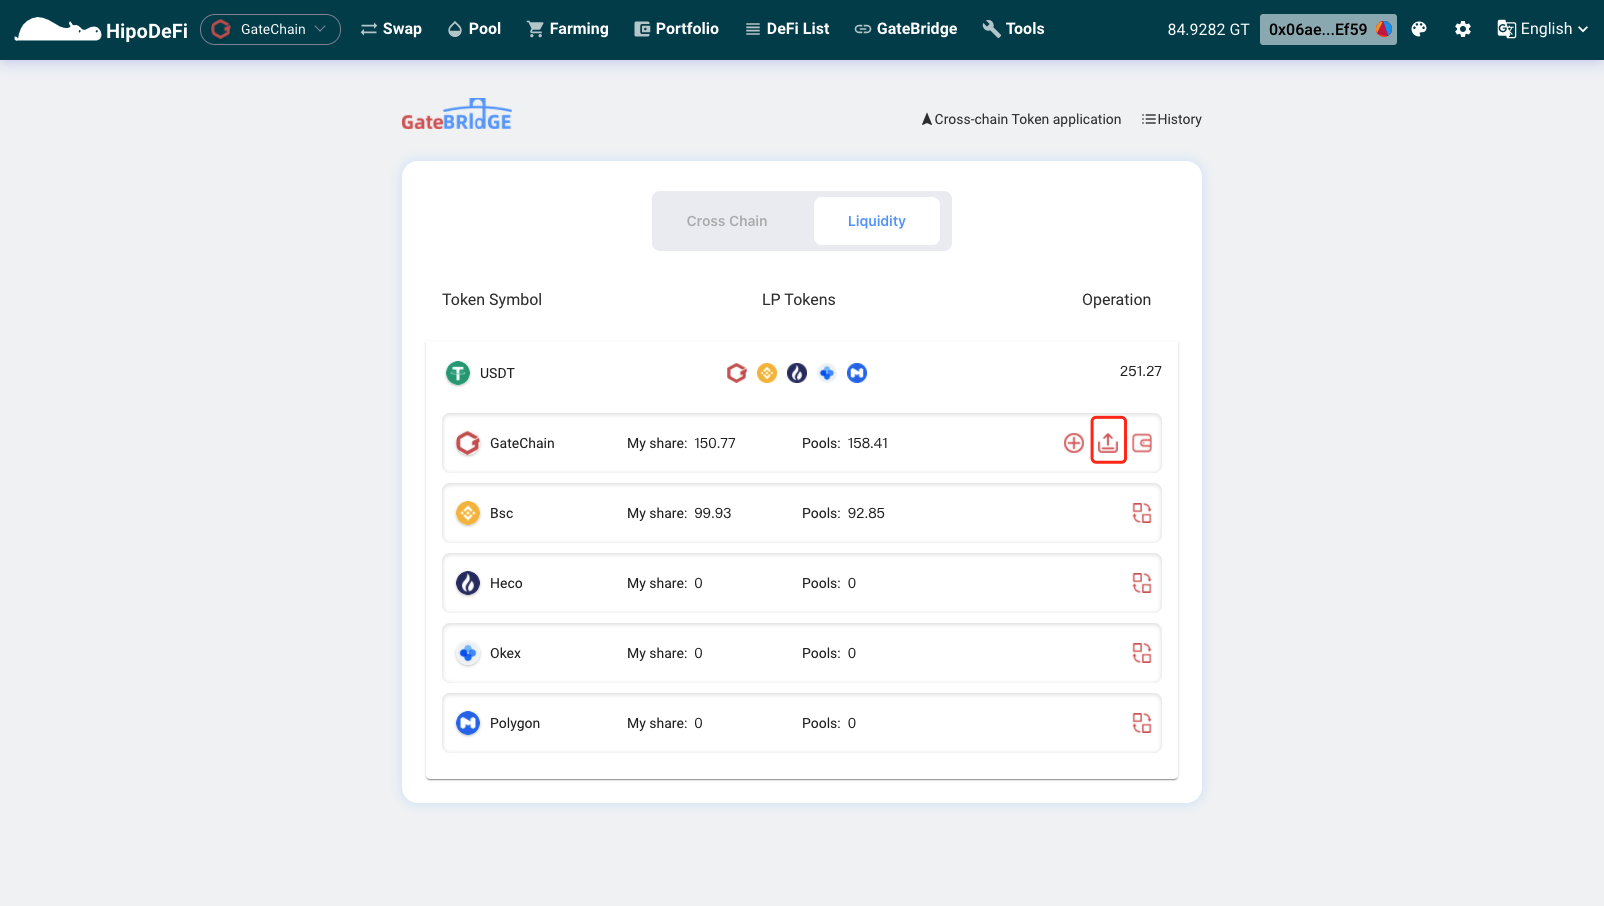 HipoDeFi GateChain Swap Pool Farming Portfolio DeFi List GateBridge Tools 84.9282 GT 0x06ae...Ef59 English
GateBRIdGE Cross-chain Token application History
Cross Chain Liquidity
Token Symbol LP Tokens Operation
USDT 251.27
GateChain My share: 150.77 Pools: 158.41
Bsc My share: 99.93 Pools: 92.85
Heco My share: 0 Pools: 0
Okex My share: 0 Pools: 0
Polygon My share: 0 Pools: 0